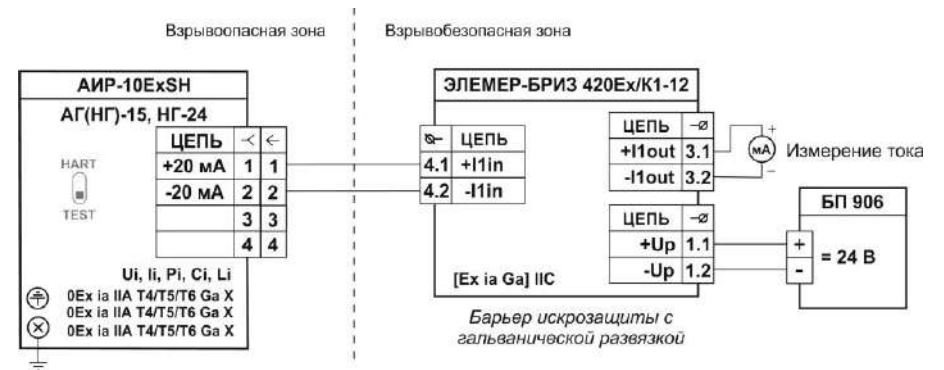 Взрывоопасная зона
Взрывобезопасная зона
АИР-10ExSH
АГ(НГ)-15, НГ-24
ЦЕПЬ
+20 мА 1 1
-20 мА 2 2
3 3
4 4
HART
TEST
Ui, Ii, Pi, Ci, Li
0Ex ia IIA T4/T5/T6 Ga X
0Ex ia IIA T4/T5/T6 Ga X
0Ex ia IIA T4/T5/T6 Ga X
ЭЛЕМЕР-БРИЗ 420Ex/К1-12
ЦЕПЬ
4.1 +I1in
4.2 -I1in
ЦЕПЬ
+I1out 3.1
-I1out 3.2
+
мА
–
Измерение тока
ЦЕПЬ
+Up 1.1
-Up 1.2
[Ex ia Ga] IIC
БП 906
+
-
= 24 В
Барьер искрозащиты с
гальванической развязкой